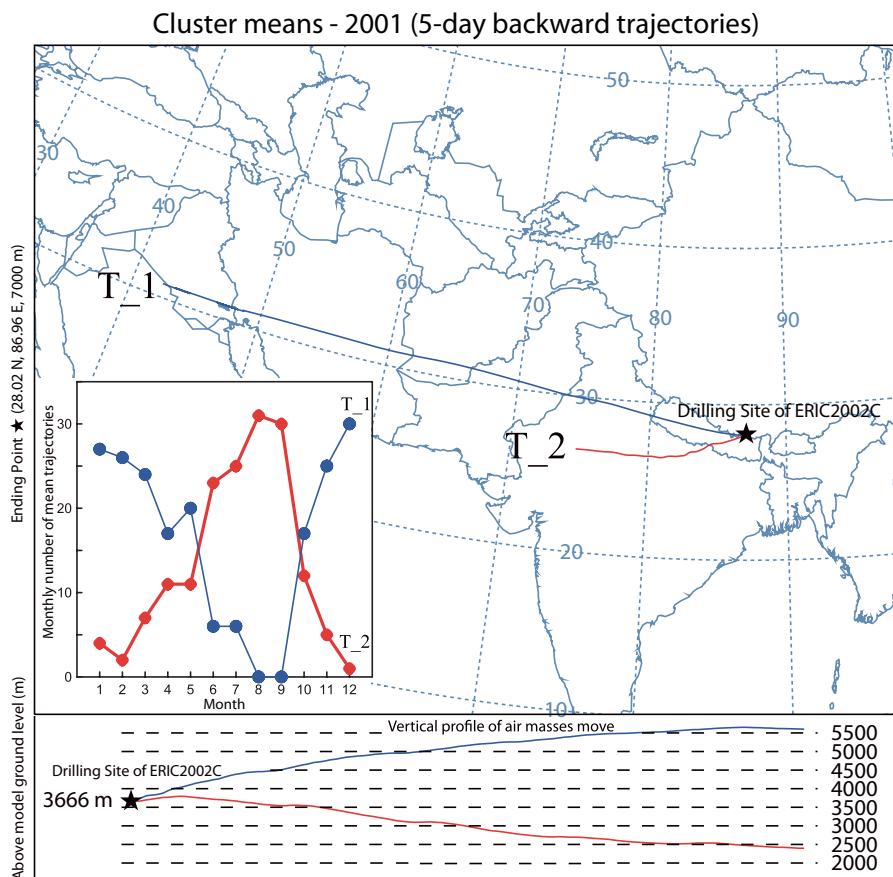 Cluster means - 2001 (5-day backward trajectories)
Ending Point ★ (28.02 N, 86.96 E, 7000 m)
50
30
40
50
40
60
70
80
90
T_1
30
Drilling Site of ERIC2002C
T_2
20
10
Monthly number of mean trajectories
30
20
10
0
T_1
T_2
1 2 3 4 5 6 7 8 9 10 11 12
Month
Above model ground level (m)
Vertical profile of air masses move
Drilling Site of ERIC2002C
3666 m
5500
5000
4500
4000
3500
3000
2500
2000